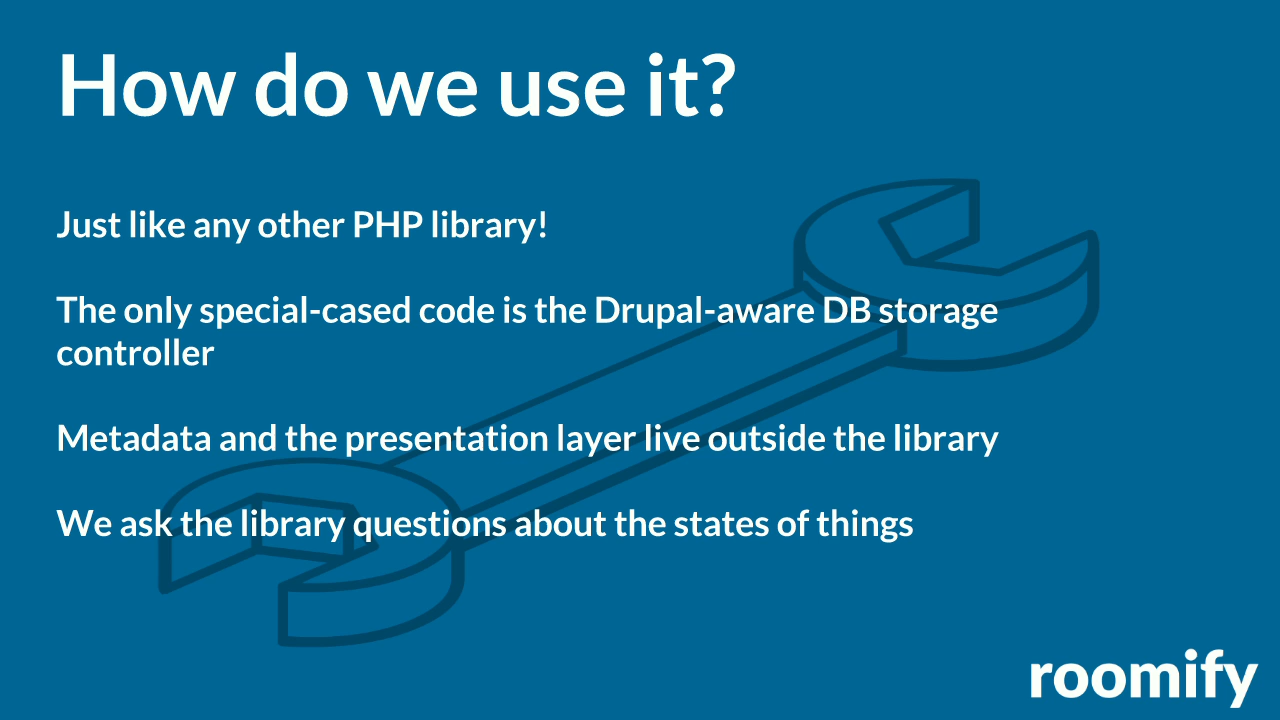 How do we use it?
Just like any other PHP library!
The only special-cased code is the Drupal-aware DB storage
controller
Metadata and the presentation layer live outside the library
We ask the library questions about the states of things
roomify